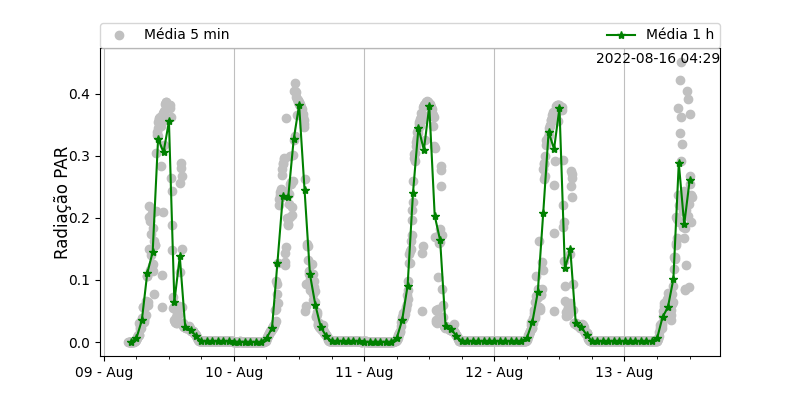 Média 5 min
Média 1 h
2022-08-16 04:29
Radiação PAR
0.4
0.3
0.2
0.1
0.0
09 - Aug
10 - Aug
11 - Aug
12 - Aug
13 - Aug